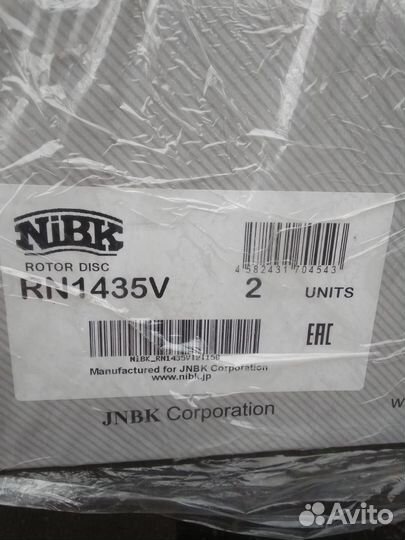 NiBK
ROTOR DISC
RN1435V 2 UNITS
4 582431 704543
EAC
Manufactured for JNBK Corporation
www.nibk.jp
JNBK Corporation
w
Avito